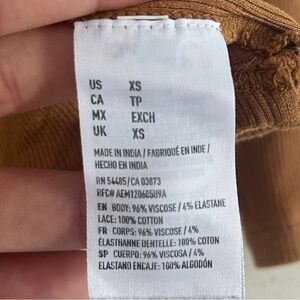 US XS
CA TP
MX EXCH
UK XS
MADE IN INDIA / FABRIQUÉ EN INDE /
HECHO EN INDIA
RN 54485/CA 03873
RFC# AEM120605U9A
EN BODY: 96% VISCOSE / 4% ELASTANE
LACE: 100% COTTON
FR CORPS: 96% VISCOSE / 4%
ÉLASTHANNE DENTELLE: 100% COTON
SP CUERPO: 96% VISCOSA / 4%
ELASTANO ENCAJE: 100% ALGODÓN